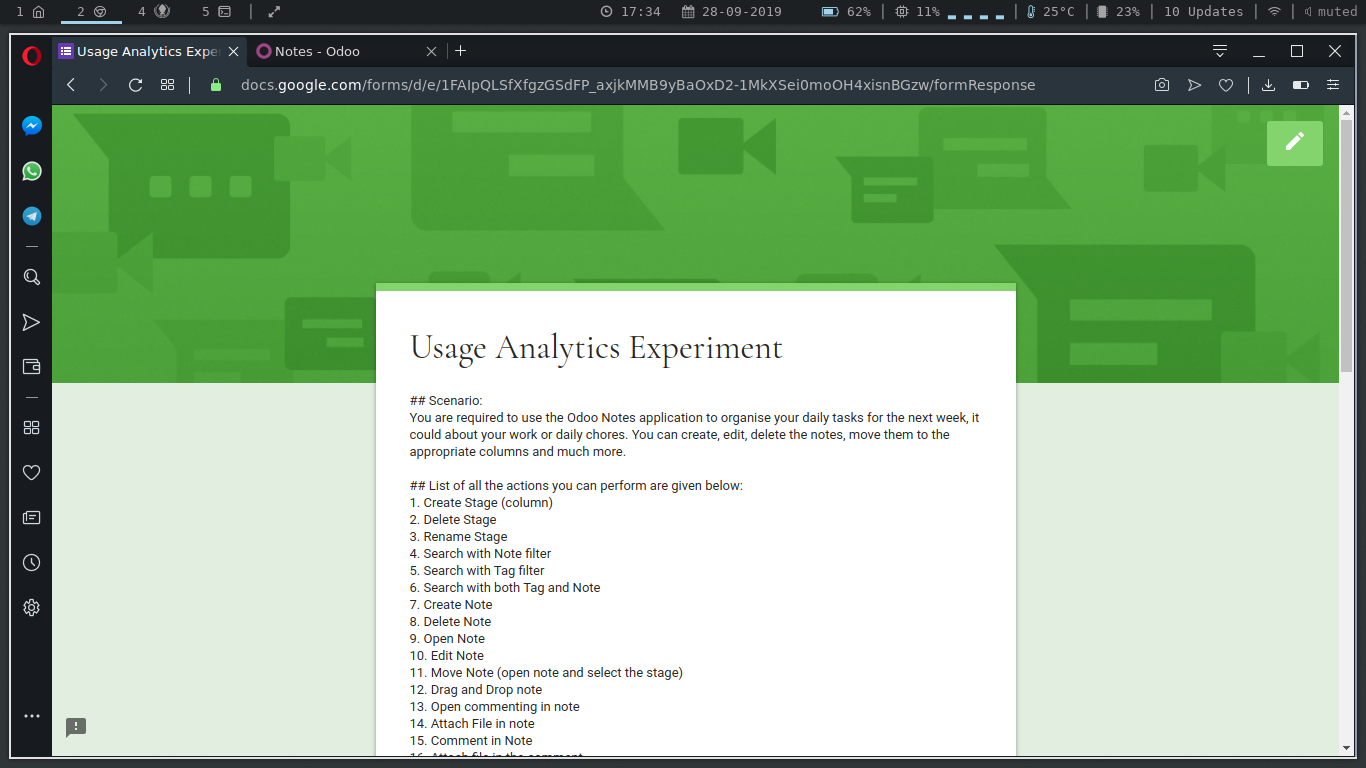 1 2 4 5 17:34 28-09-2019 62% 11% 25°C 23% 10 Updates muted
Usage Analytics Expe Notes - Odoo
docs.google.com/forms/d/e/1FAIpQLSfXfgzGSdFP_axjkMMB9yBaOxD2-1MkXSei0moOH4xisnBGzw/formResponse
Usage Analytics Experiment
## Scenario:
You are required to use the Odoo Notes application to organise your daily tasks for the next week, it
could about your work or daily chores. You can create, edit, delete the notes, move them to the
appropriate columns and much more.
## List of all the actions you can perform are given below:
1. Create Stage (column)
2. Delete Stage
3. Rename Stage
4. Search with Note filter
5. Search with Tag filter
6. Search with both Tag and Note
7. Create Note
8. Delete Note
9. Open Note
10. Edit Note
11. Move Note (open note and select the stage)
12. Drag and Drop note
13. Open commenting in note
14. Attach File in note
15. Comment in Note
16. Attach file in the comment